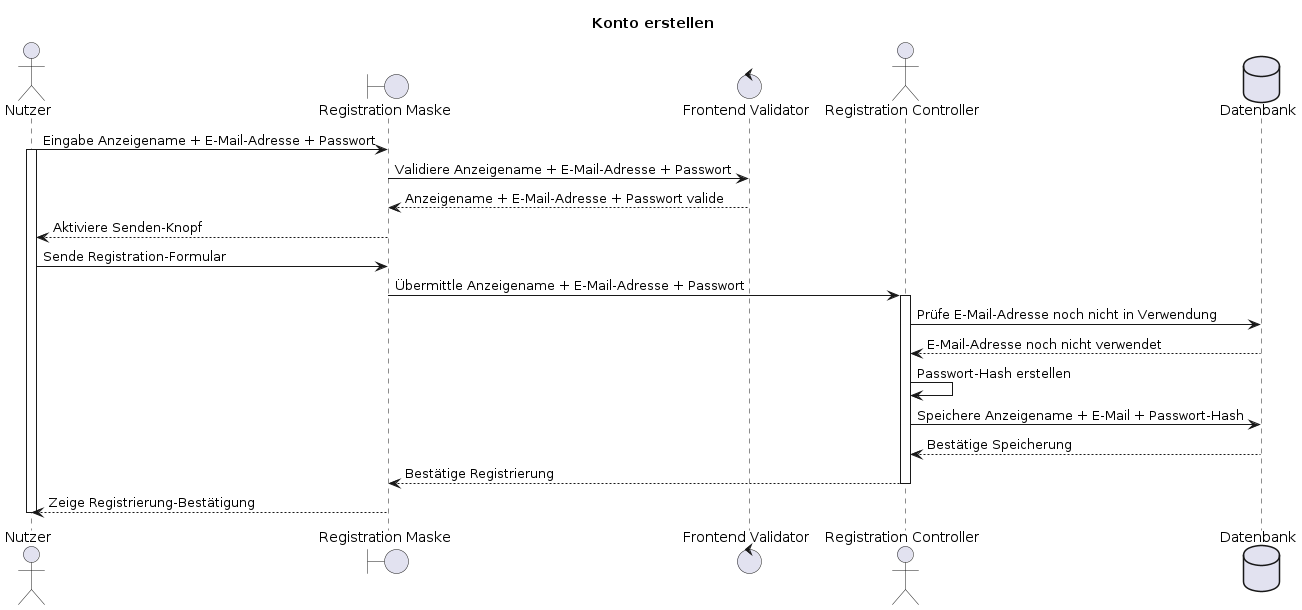 Konto erstellen
Nutzer
Registration Maske
Frontend Validator
Registration Controller
Datenbank
Eingabe Anzeigename + E-Mail-Adresse + Passwort
Validiere Anzeigename + E-Mail-Adresse + Passwort
Anzeigename + E-Mail-Adresse + Passwort valide
Aktiviere Senden-Knopf
Sende Registration-Formular
Übermittle Anzeigename + E-Mail-Adresse + Passwort
Prüfe E-Mail-Adresse noch nicht in Verwendung
E-Mail-Adresse noch nicht verwendet
Passwort-Hash erstellen
Speichere Anzeigename + E-Mail + Passwort-Hash
Bestätige Speicherung
Bestätige Registrierung
Zeige Registrierung-Bestätigung
Nutzer
Registration Maske
Frontend Validator
Registration Controller
Datenbank